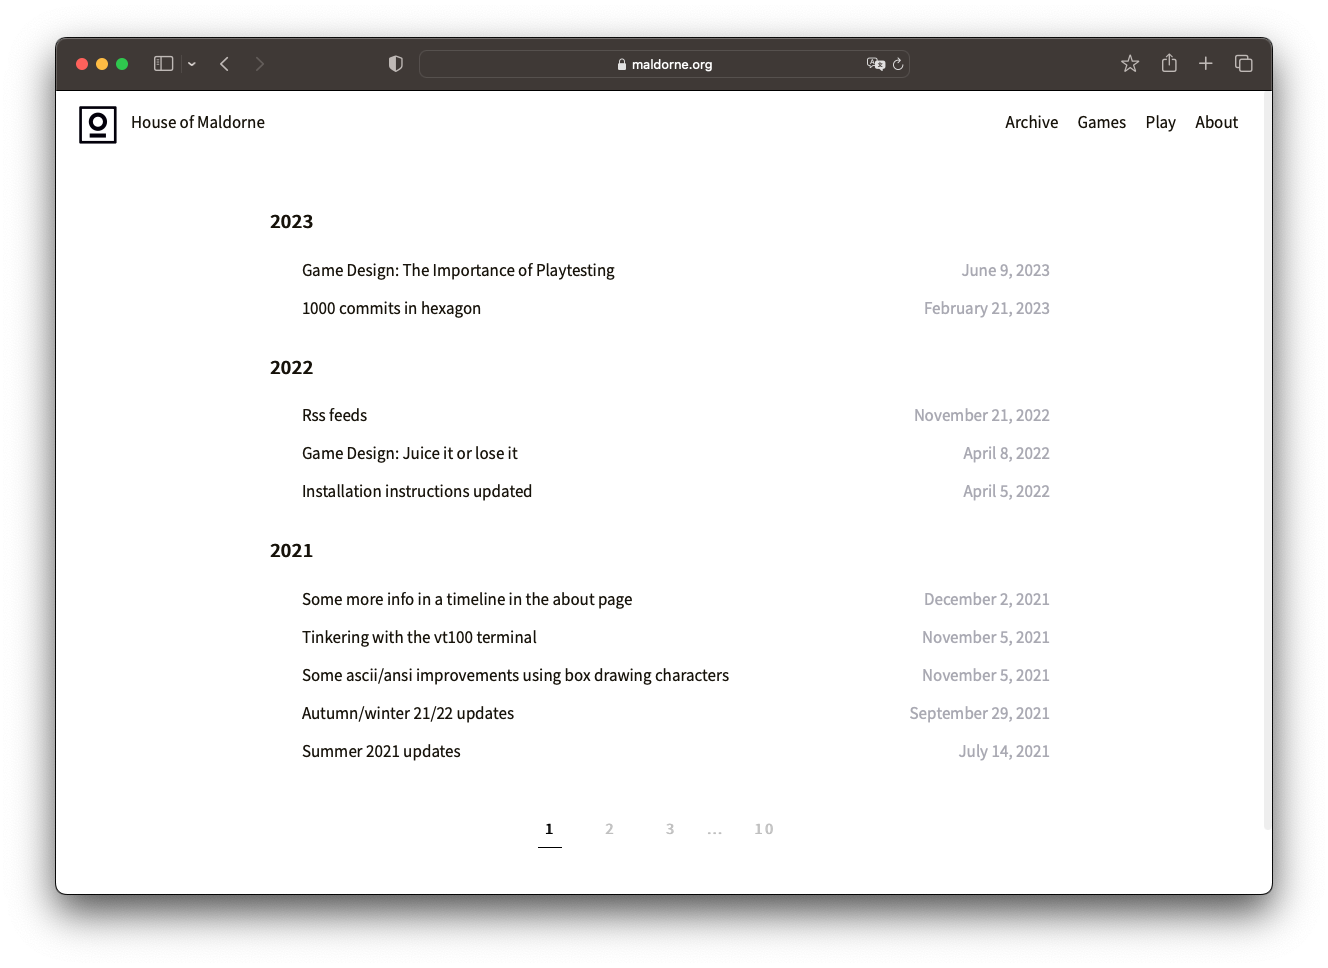 maldorne.org
House of Maldorne
Archive Games Play About
2023
Game Design: The Importance of Playtesting June 9, 2023
1000 commits in hexagon February 21, 2023
2022
Rss feeds November 21, 2022
Game Design: Juice it or lose it April 8, 2022
Installation instructions updated April 5, 2022
2021
Some more info in a timeline in the about page December 2, 2021
Tinkering with the vt100 terminal November 5, 2021
Some ascii/ansi improvements using box drawing characters November 5, 2021
Autumn/winter 21/22 updates September 29, 2021
Summer 2021 updates July 14, 2021
1 2 3 ... 10